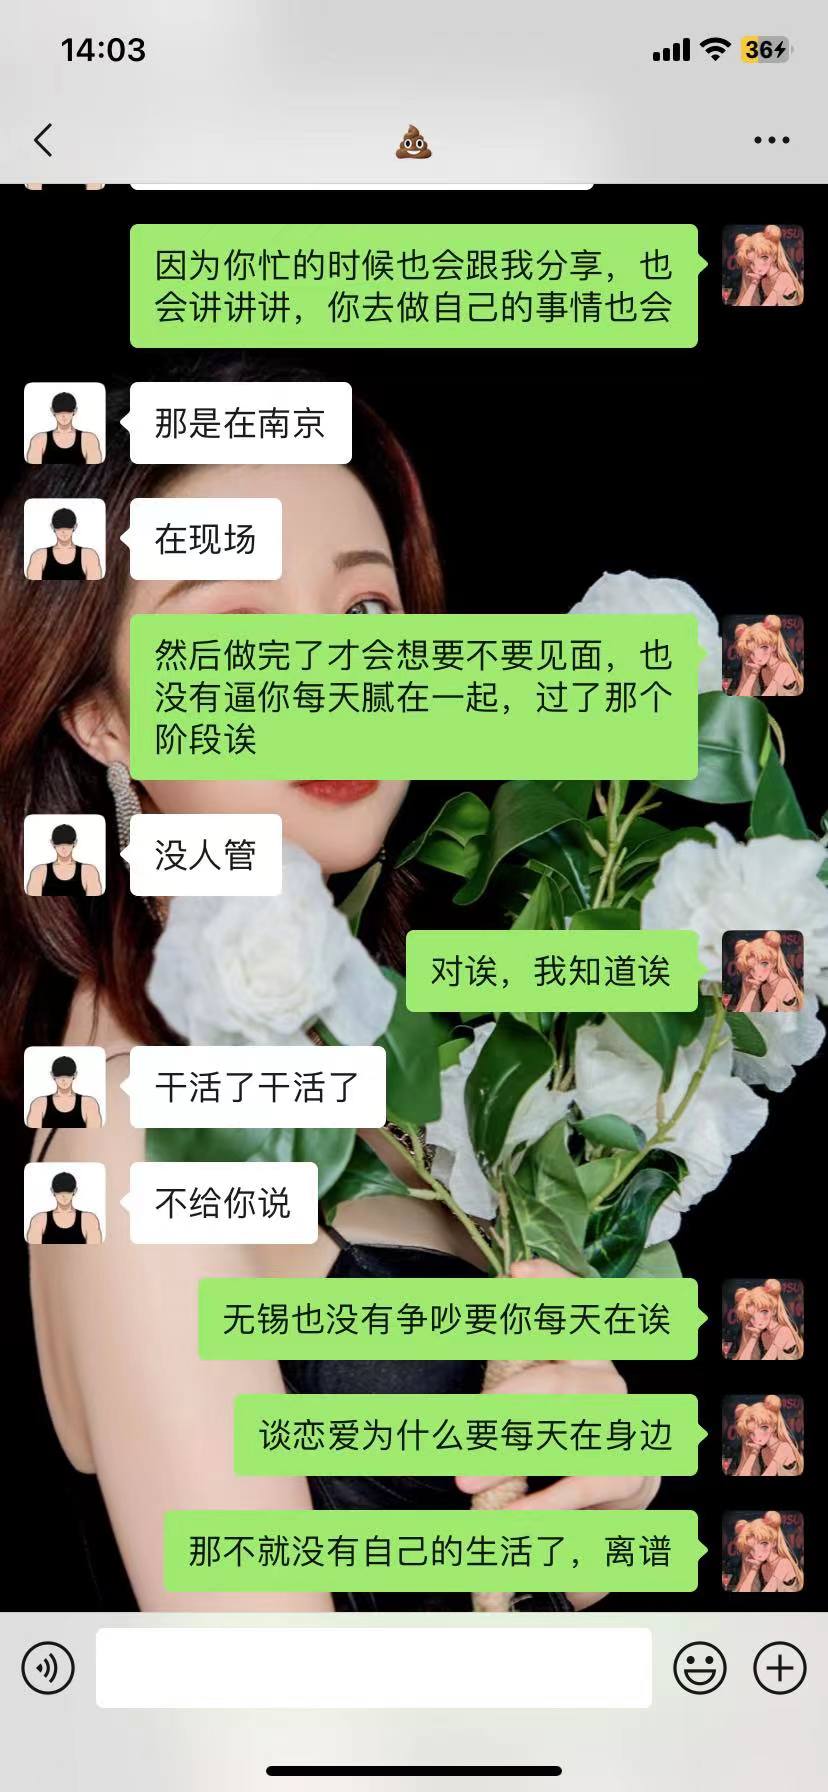 14:03
36
💩
因为你忙的时候也会跟我分享，也
会讲讲讲，你去做自己的事情也会
那是在南京
在现场
然后做完了才会想要不要见面，也
没有逼你每天腻在一起，过了那个
阶段诶
没人管
对诶，我知道诶
干活了干活了
不给你说
无锡也没有争吵要你每天在诶
谈恋爱为什么要每天在身边
那不就没有自己的生活了，离谱